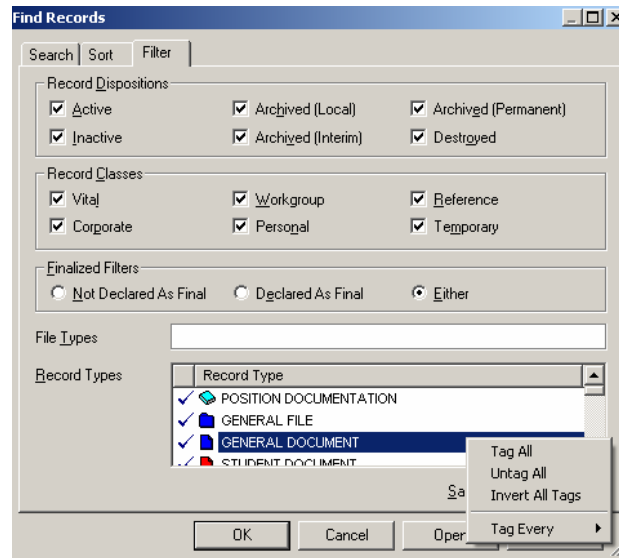 Find Records
Search Sort Filter
Record Dispositions
Active Archived (Local) Archived (Permanent)
Inactive Archived (Interim) Destroyed
Record Classes
Vital Workgroup Reference
Corporate Personal Temporary
Finalized Filters
Not Declared As Final Declared As Final Either
File Types
Record Types Record Type
POSITION DOCUMENTATION
GENERAL FILE
GENERAL DOCUMENT
STUDENT DOCUMENT
Tag All
Untag All
Invert All Tags
Tag Every
OK Cancel